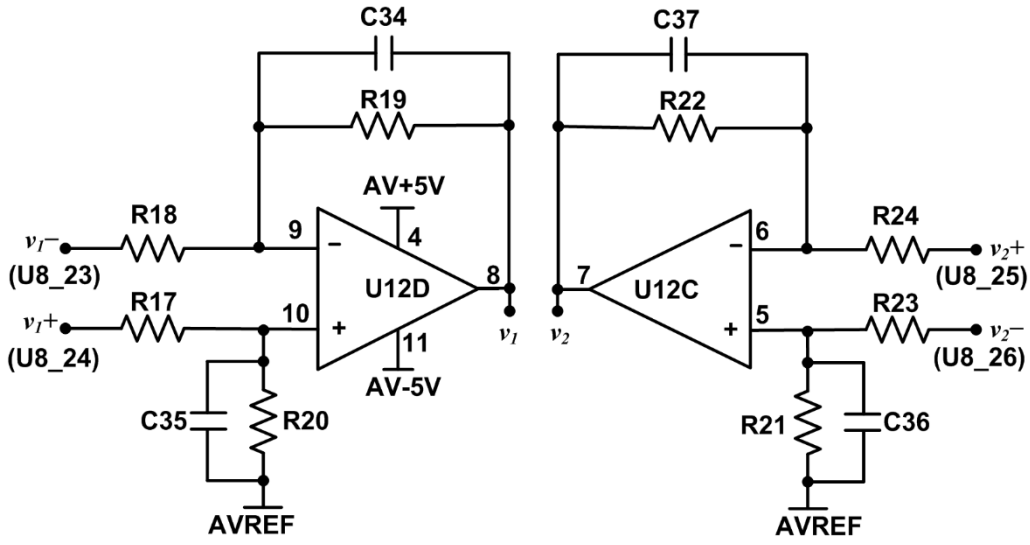 C34
R19
AV+5V
R18
v1−
(U8_23)
9
−
4
U12D
8
R17
v1+
(U8_24)
10
+
11
AV-5V
v1
C35
R20
AVREF
C37
R22
R24
6
−
v2+
(U8_25)
7
U12C
v2
R23
5
+
v2−
(U8_26)
R21
C36
AVREF